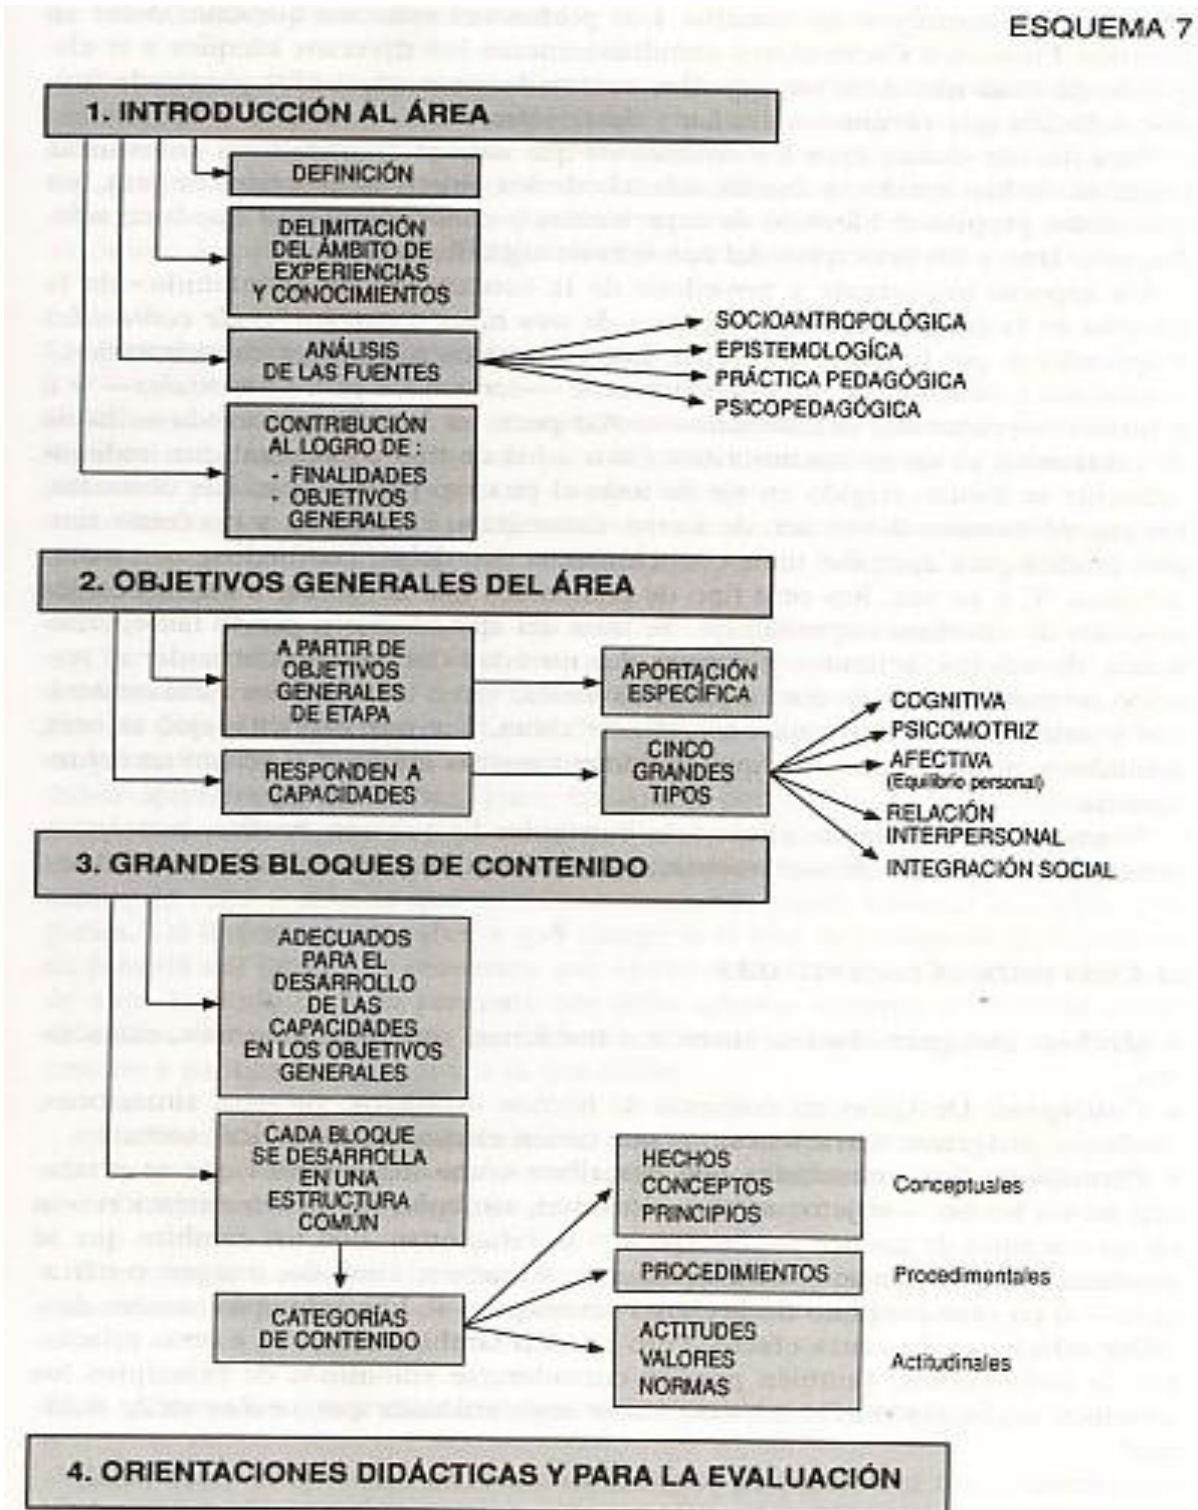 ESQUEMA 7
1. INTRODUCCIÓN AL ÁREA
DEFINICIÓN
DELIMITACIÓN
DEL ÁMBITO DE
EXPERIENCIAS
Y CONOCIMIENTOS
ANÁLISIS
DE LAS FUENTES
SOCIOANTROPOLÓGICA
EPISTEMOLOGÍCA
PRÁCTICA PEDAGÓGICA
PSICOPEDAGÓGICA
CONTRIBUCIÓN
AL LOGRO DE :
- FINALIDADES
- OBJETIVOS
GENERALES
2. OBJETIVOS GENERALES DEL ÁREA
A PARTIR DE
OBJETIVOS
GENERALES
DE ETAPA
APORTACIÓN
ESPECÍFICA
RESPONDEN A
CAPACIDADES
CINCO
GRANDES
TIPOS
COGNITIVA
PSICOMOTRIZ
AFECTIVA
(Equilibrio personal)
RELACIÓN
INTERPERSONAL
INTEGRACIÓN SOCIAL
3. GRANDES BLOQUES DE CONTENIDO
ADECUADOS
PARA EL
DESARROLLO
DE LAS
CAPACIDADES
EN LOS OBJETIVOS
GENERALES
CADA BLOQUE
SE DESARROLLA
EN UNA
ESTRUCTURA
COMÚN
CATEGORÍAS
DE CONTENIDO
HECHOS
CONCEPTOS
PRINCIPIOS
Conceptuales
PROCEDIMIENTOS
Procedimentales
ACTITUDES
VALORES
NORMAS
Actitudinales
4. ORIENTACIONES DIDÁCTICAS Y PARA LA EVALUACIÓN